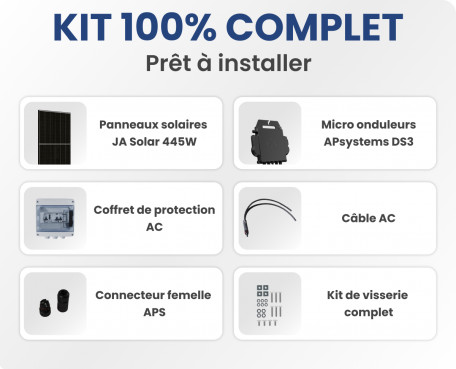 KIT 100% COMPLET
Prêt à installer
Panneaux solaires
JA Solar 445W
Micro onduleurs
APsystems DS3
Coffret de protection
AC
Câble AC
Connecteur femelle
APS
Kit de visserie
complet